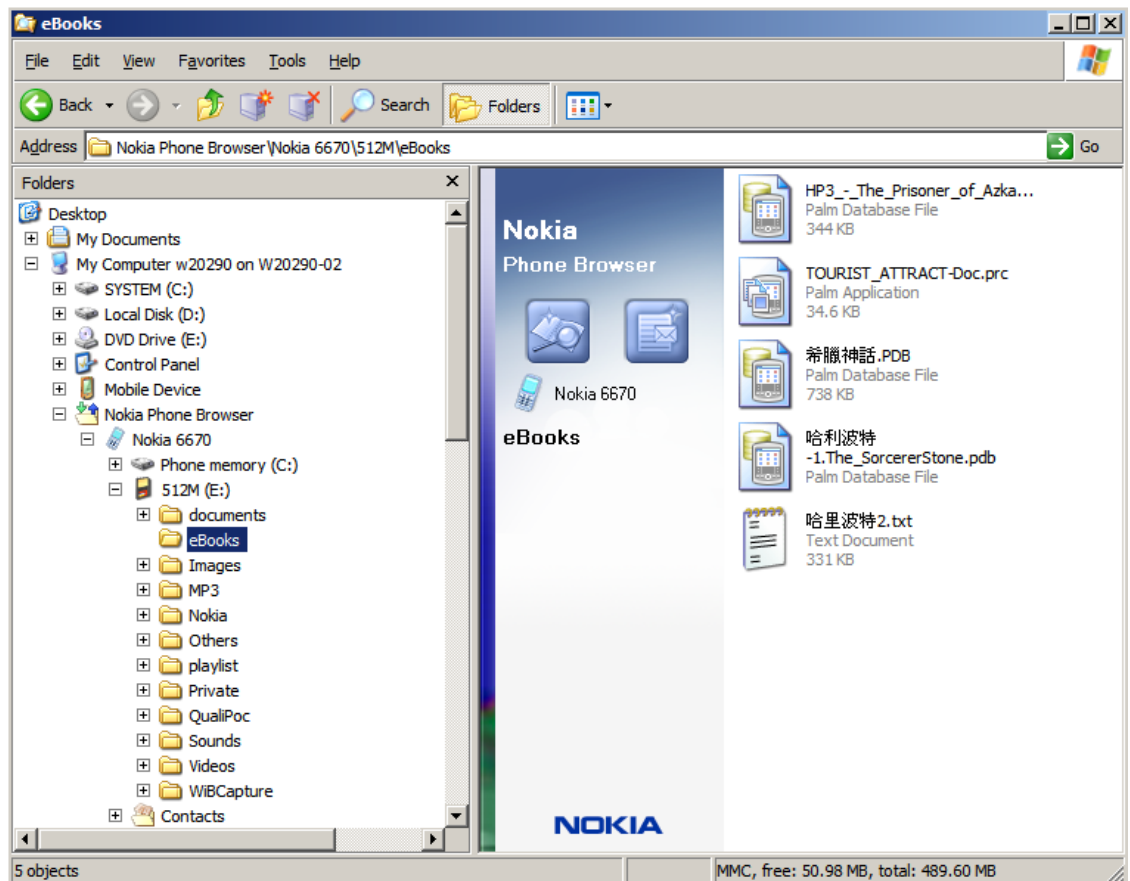 eBooks
File Edit View Favorites Tools Help
Back Search Folders
Address Nokia Phone Browser\Nokia 6670\512M\eBooks Go
Folders
Desktop
My Documents
My Computer w20290 on W20290-02
SYSTEM (C:)
Local Disk (D:)
DVD Drive (E:)
Control Panel
Mobile Device
Nokia Phone Browser
Nokia 6670
Phone memory (C:)
512M (E:)
documents
eBooks
Images
MP3
Nokia
Others
playlist
Private
QualiPoc
Sounds
Videos
WiBCapture
Contacts
Nokia
Phone Browser
Nokia 6670
eBooks
NOKIA
HP3_-_The_Prisoner_of_Azka...
Palm Database File
344 KB
TOURIST_ATTRACT-Doc.prc
Palm Application
34.6 KB
希臘神話.PDB
Palm Database File
738 KB
哈利波特
-1.The_SorcererStone.pdb
Palm Database File
哈里波特2.txt
Text Document
331 KB
5 objects
MMC, free: 50.98 MB, total: 489.60 MB